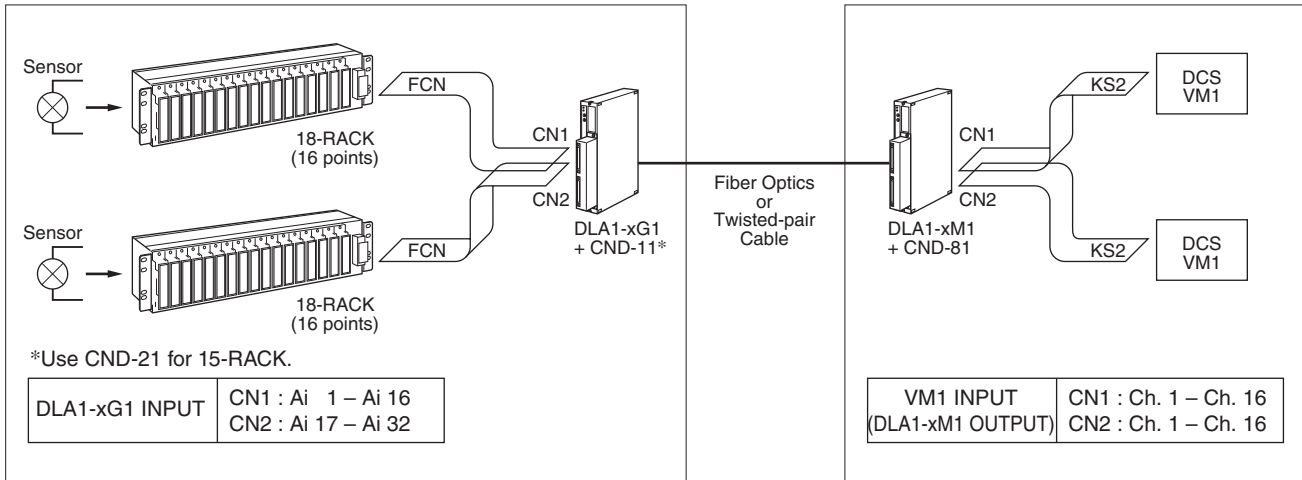 Sensor
FCN
18-RACK
(16 points)
CN1
CN2
DLA1-xG1
+ CND-11*
Sensor
FCN
18-RACK
(16 points)
*Use CND-21 for 15-RACK.
DLA1-xG1 INPUT
CN1 : Ai 1 – Ai 16
CN2 : Ai 17 – Ai 32
Fiber Optics
or
Twisted-pair
Cable
CN1
CN2
DLA1-xM1
+ CND-81
KS2
DCS
VM1
KS2
DCS
VM1
VM1 INPUT
(DLA1-xM1 OUTPUT)
CN1 : Ch. 1 – Ch. 16
CN2 : Ch. 1 – Ch. 16